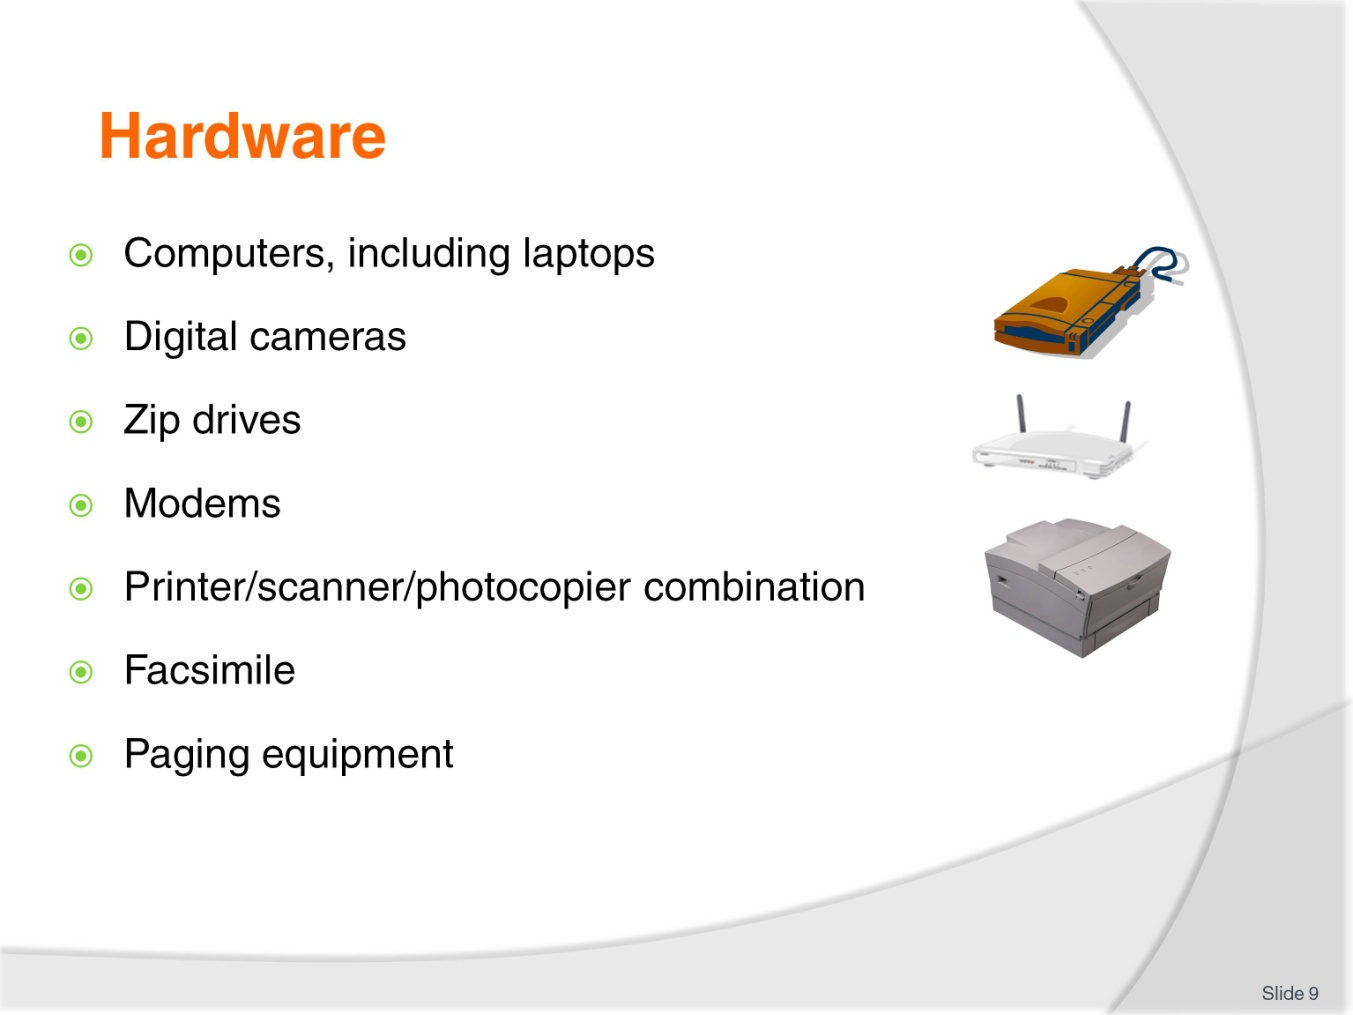 Hardware
Computers, including laptops
Digital cameras
Zip drives
Modems
Printer/scanner/photocopier combination
Facsimile
Paging equipment
Slide 9